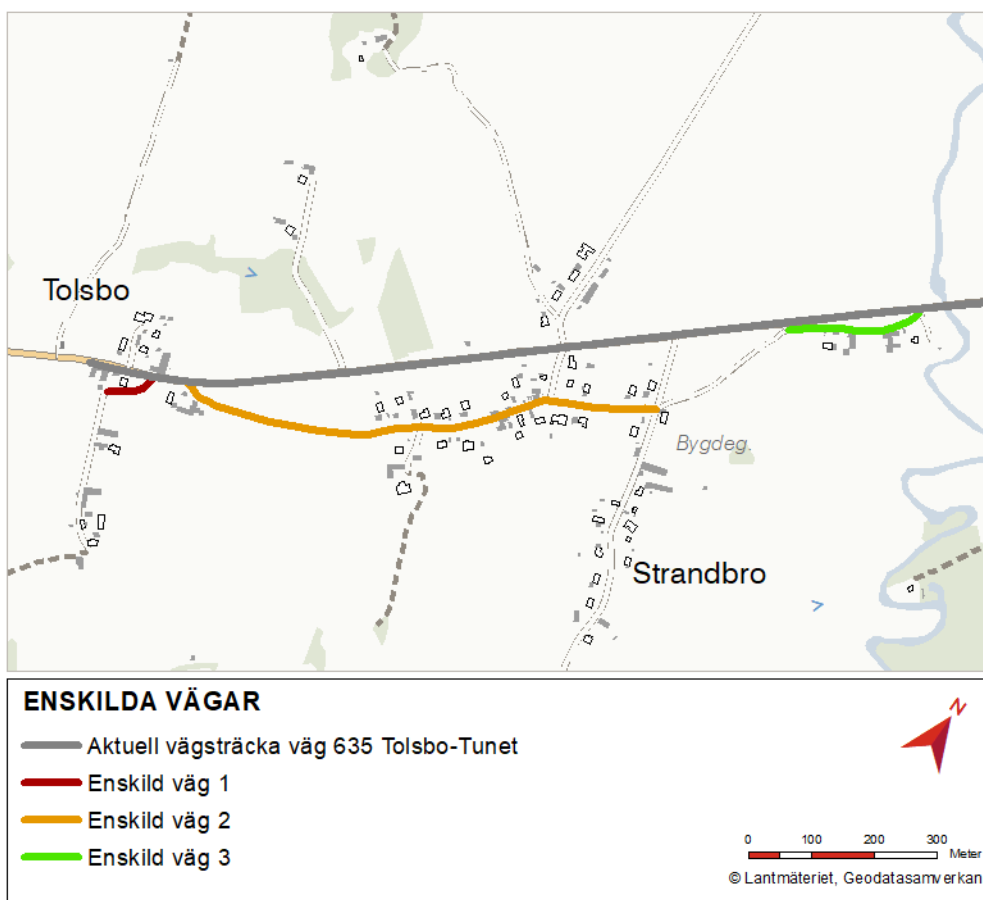 Tolsbo
Bygdeg.
Strandbro
ENSKILDA VÄGAR
Aktuell vägsträcka väg 635 Tolsbo-Tunet
Enskild väg 1
Enskild väg 2
Enskild väg 3
N
0 100 200 300
Meter
© Lantmäteriet, Geodatasamverkan